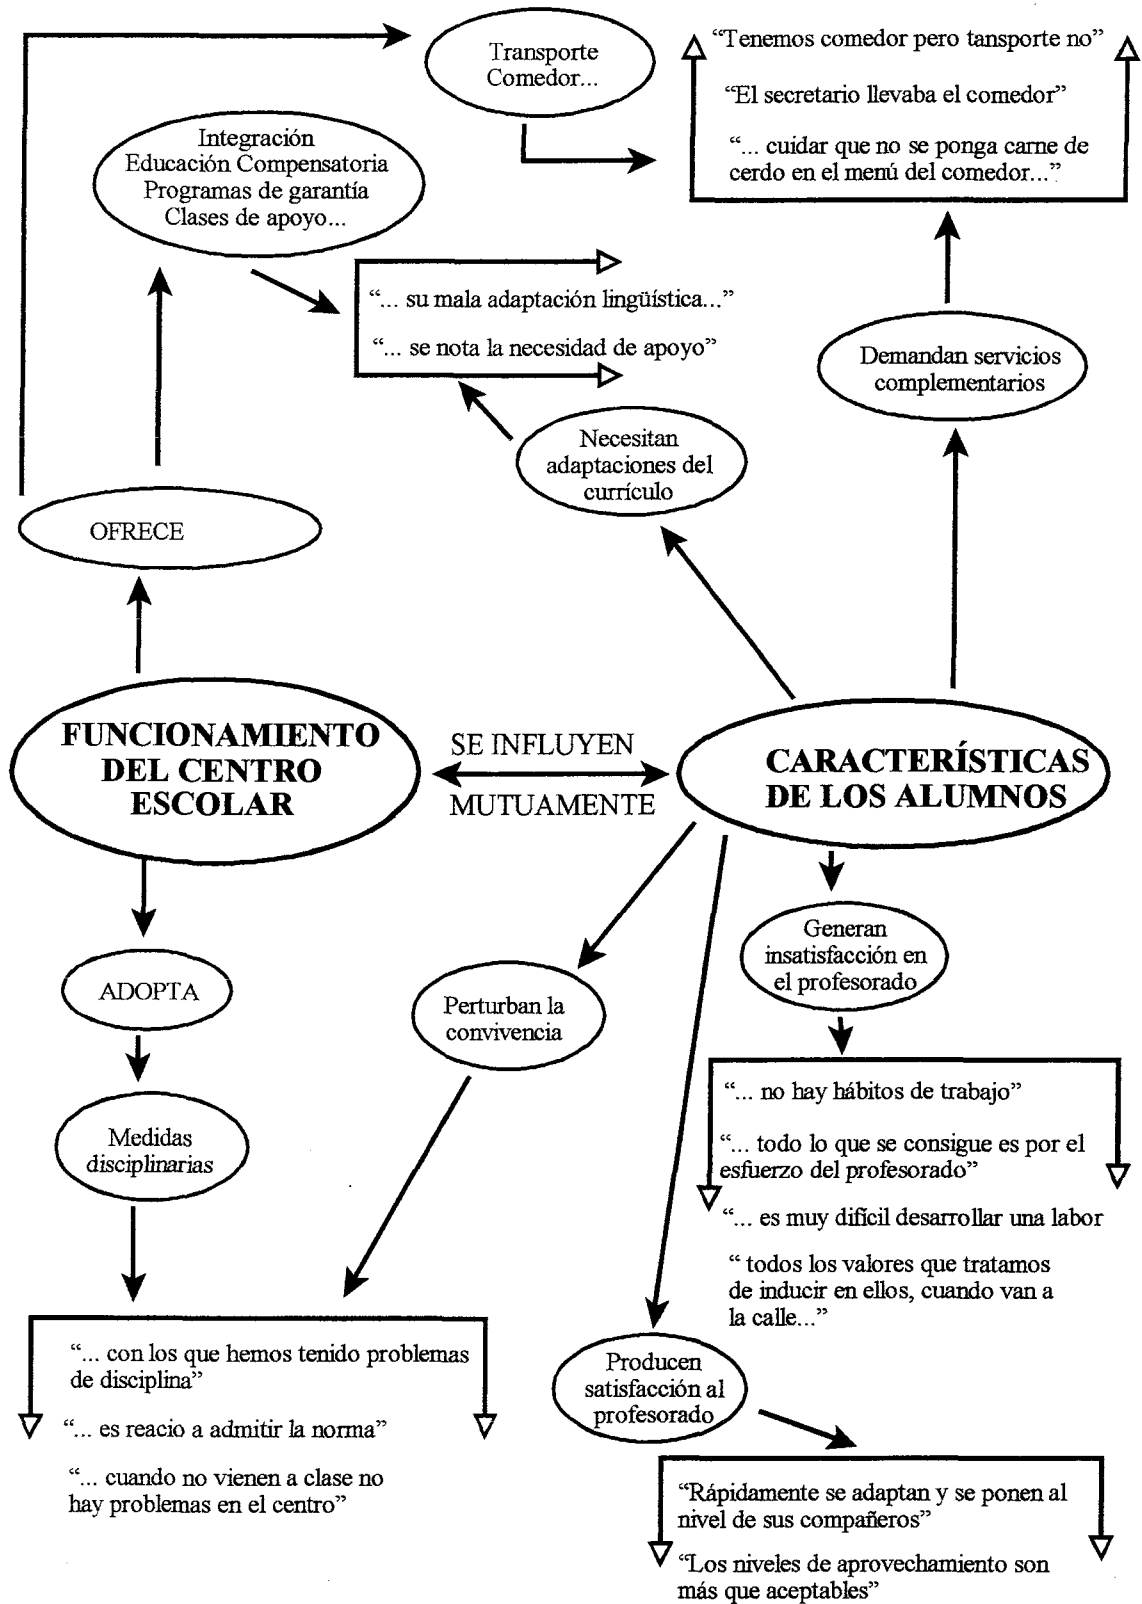 Transporte
Comedor...
“Tenemos comedor pero tansporte no”
“El secretario llevaba el comedor”
“... cuidar que no se ponga carne de
cerdo en el menú del comedor...”
Integración
Educación Compensatoria
Programas de garantía
Clases de apoyo...
“... su mala adaptación lingüística...”
“... se nota la necesidad de apoyo”
Demandan servicios
complementarios
Necesitan
adaptaciones del
currículo
OFRECE
FUNCIONAMIENTO
DEL CENTRO
ESCOLAR
SE INFLUYEN
MUTUAMENTE
CARACTERÍSTICAS
DE LOS ALUMNOS
Generan
insatisfacción en
el profesorado
ADOPTA
Perturban la
convivencia
Medidas
disciplinarias
“... no hay hábitos de trabajo”
“... todo lo que se consigue es por el
esfuerzo del profesorado”
“... es muy difícil desarrollar una labor
“ todos los valores que tratamos
de inducir en ellos, cuando van a
la calle...”
“... con los que hemos tenido problemas
de disciplina”
“... es reacio a admitir la norma”
“... cuando no vienen a clase no
hay problemas en el centro”
Producen
satisfacción al
profesorado
“Rápidamente se adaptan y se ponen al
nivel de sus compañeros”
“Los niveles de aprovechamiento son
más que aceptables”